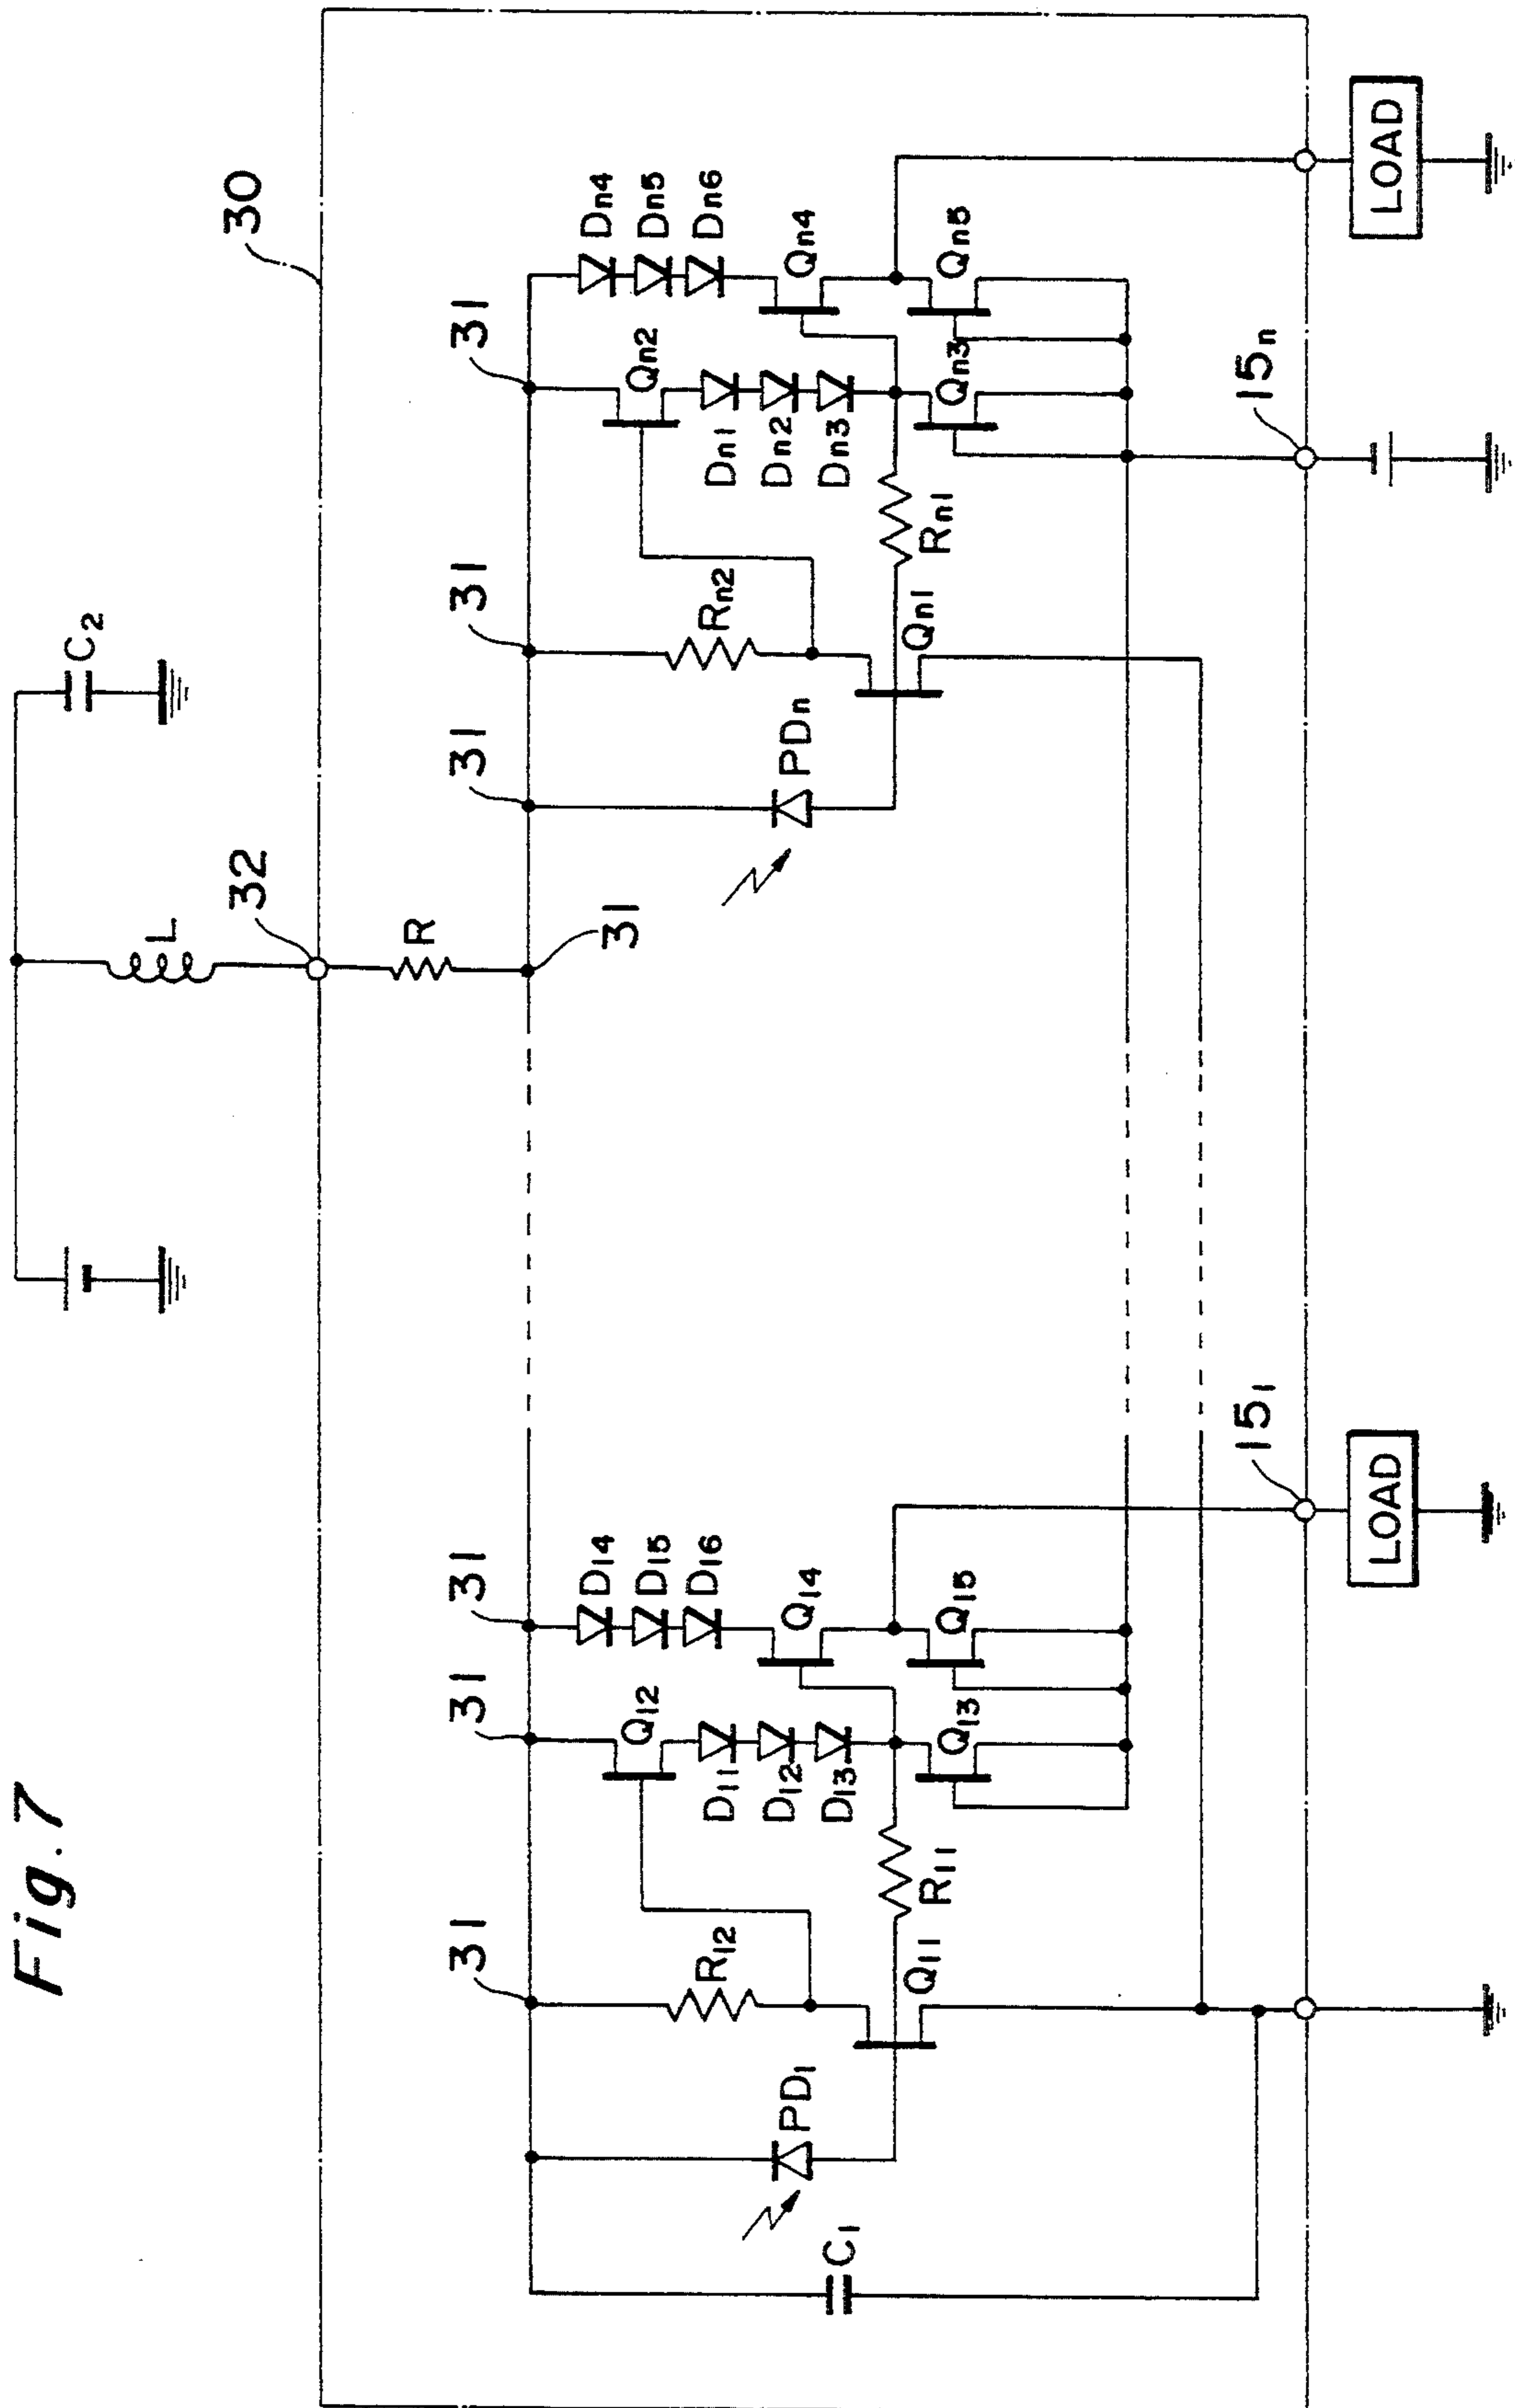 Fig. 7
30
C₂
L
32
R
31
31
31
31
31
31
31
R₁₂
Q₁₂
D₁₄
D₁₅
D₁₆
Rn2
Qn2
Dn4
Dn5
Dn6
D₁₁
D₁₂
D₁₃
Dn1
Dn2
Dn3
PD₁
Q₁₄
PDn
Qn4
C₁
Q₁₁
R₁₁
Q₁₃
Q₁₅
Qn1
Rn1
Qn3
Qn5
15₁
15n
LOAD
LOAD